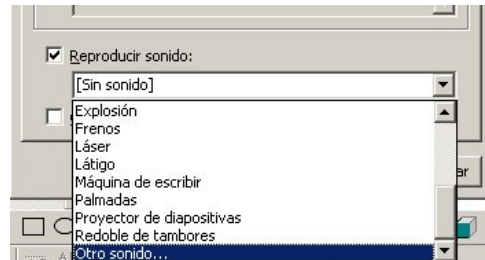 Reproducir sonido:
[Sin sonido]
Explosión
Frenos
Láser
Látigo
Máquina de escribir
Palmadas
Proyector de diapositivas
Redoble de tambores
Otro sonido...
ar
A